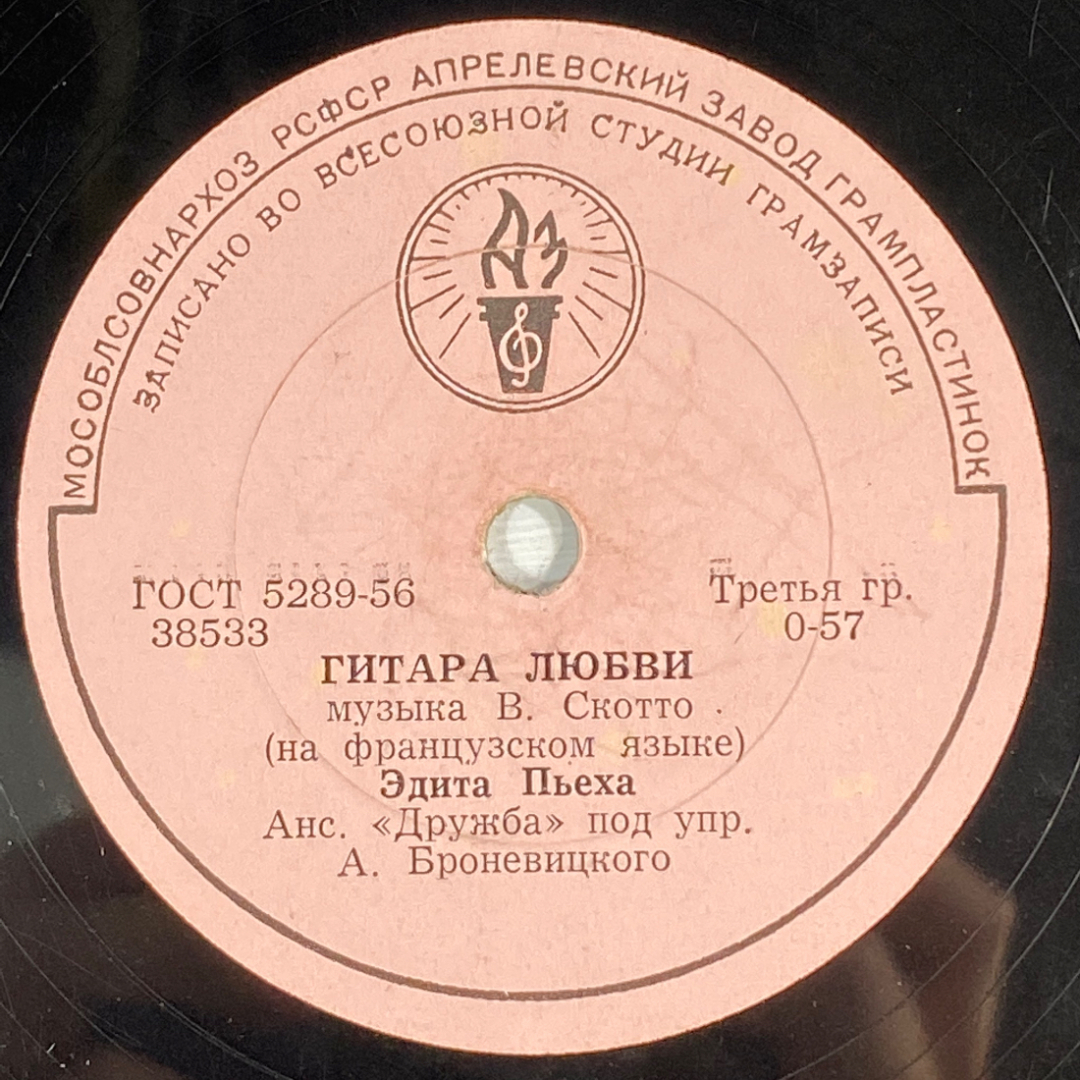 МОСОБЛСОВНАРХОЗ РСФСР АПРЕЛЕВСКИЙ ЗАВОД ГРАМПЛАСТИНОК
ЗАПИСАНО ВО ВСЕСОЮЗНОЙ СТУДИИ ГРАМЗАПИСИ
АЗ
ГОСТ 5289-56
38533
Третья гр.
0-57
ГИТАРА ЛЮБВИ
музыка В. Скотто
(на французском языке)
Эдита Пьеха
Анс. «Дружба» под упр.
А. Броневицкого